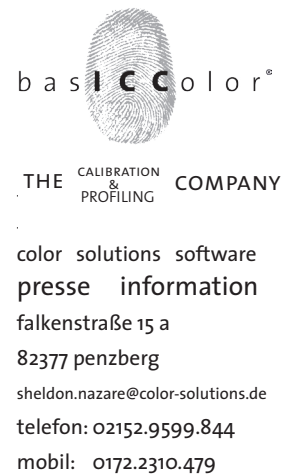 basICColor®
THE CALIBRATION & PROFILING COMPANY
color solutions software
presse information
falkenstraße 15 a
82377 penzberg
sheldon.nazare@color-solutions.de
telefon: 02152.9599.844
mobil: 0172.2310.479